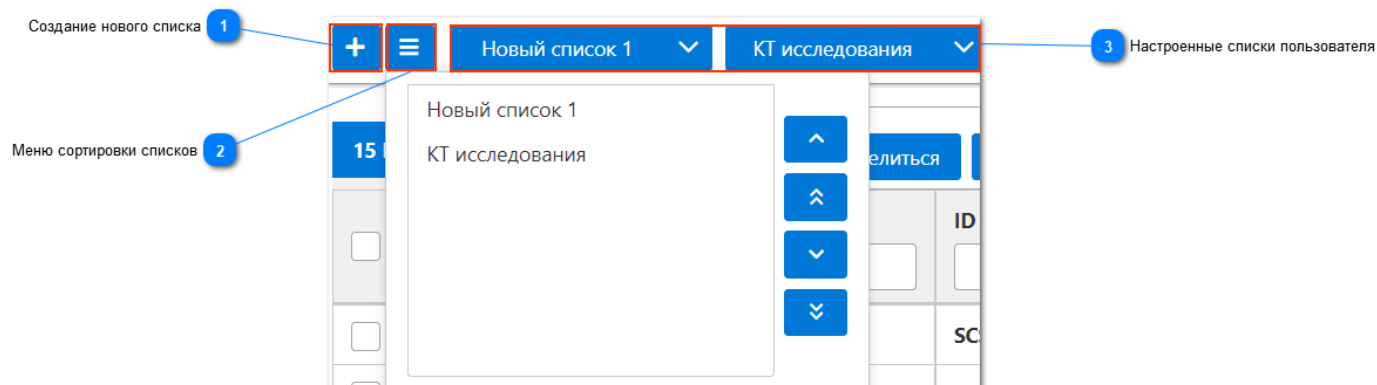 Создание нового списка 1
Новый список 1 КТ исследования
3 Настроенные списки пользователя
Новый список 1
Меню сортировки списков 2
15
КТ исследования
елиться
ID
SC